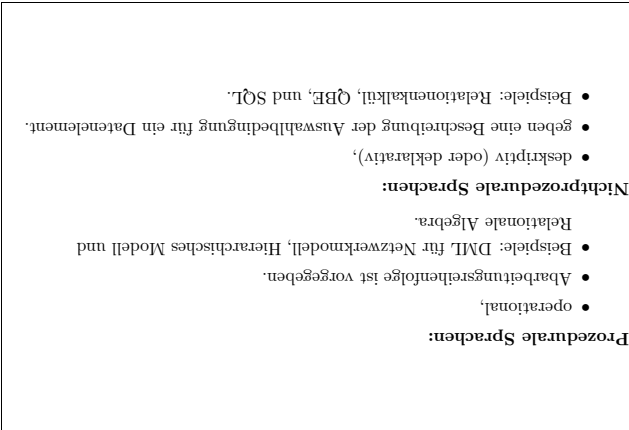 Prozedurale Sprachen:
• operational,
• Abarbeitungsreihenfolge ist vorgegeben.
• Beispiele: DML für Netzwerkmodell, Hierarchisches Modell und
Relationale Algebra.
Nichtprozedurale Sprachen:
• deskriptiv (oder deklarativ),
• geben eine Beschreibung der Auswahlbedingung für ein Datenelement.
• Beispiele: Relationenkalkül, QBE, und SQL.